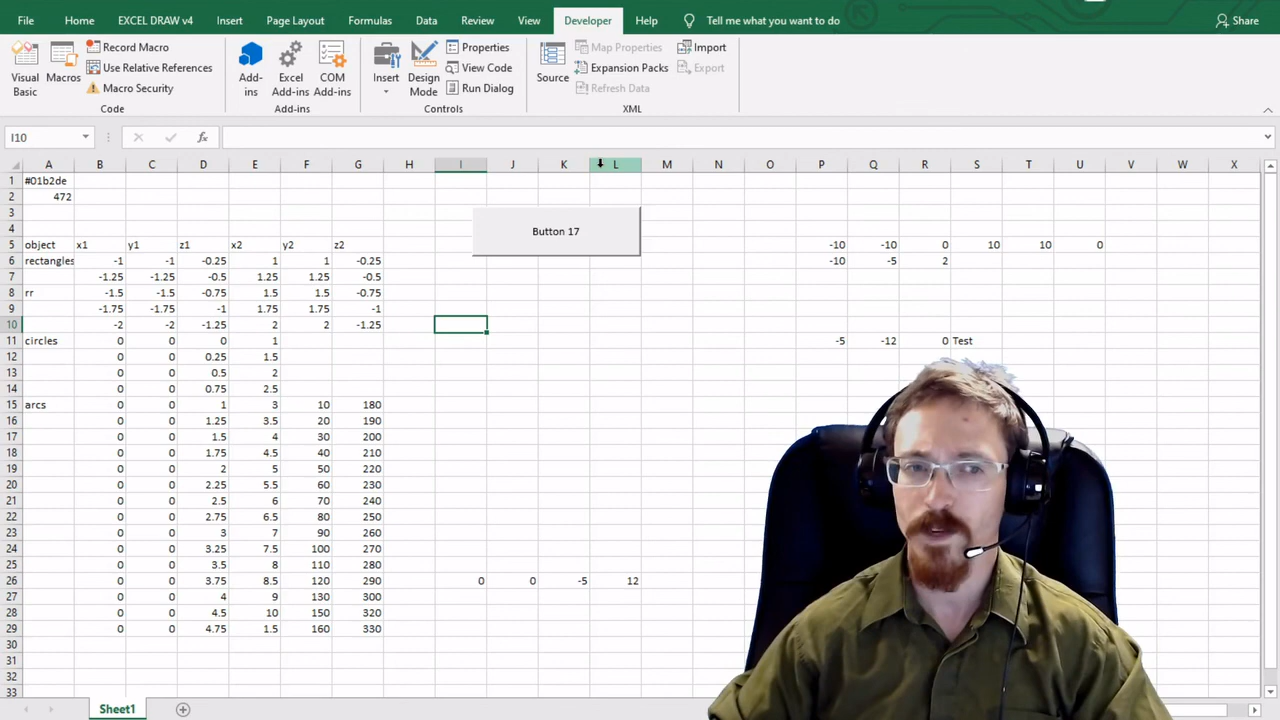 File Home EXCEL DRAW v4 Insert Page Layout Formulas Data Review View Developer Help Tell me what you want to do Share
Visual Basic
Macros
Record Macro
Use Relative References
Macro Security
Code
Add-ins
Excel Add-ins
COM Add-ins
Add-ins
Insert
Design Mode
Properties
View Code
Run Dialog
Controls
Source
Map Properties
Expansion Packs
Refresh Data
Import
Export
XML
I10 fx
A B C D E F G H I J K L M N O P Q R S T U V W X
1 #01b2de
2 472
3
4
Button 17
5 object x1 y1 z1 x2 y2 z2 -10 -10 0 10 10 0
6 rectangles -1 -1 -0.25 1 1 -0.25 -10 -5 2
7 -1.25 -1.25 -0.5 1.25 1.25 -0.5
8 rr -1.5 -1.5 -0.75 1.5 1.5 -0.75
9 -1.75 -1.75 -1 1.75 1.75 -1
10 -2 -2 -1.25 2 2 -1.25
11 circles 0 0 0 1 -5 -12 0 Test
12 0 0 0.25 1.5
13 0 0 0.5 2
14 0 0 0.75 2.5
15 arcs 0 0 1 3 10 180
16 0 0 1.25 3.5 20 190
17 0 0 1.5 4 30 200
18 0 0 1.75 4.5 40 210
19 0 0 2 5 50 220
20 0 0 2.25 5.5 60 230
21 0 0 2.5 6 70 240
22 0 0 2.75 6.5 80 250
23 0 0 3 7 90 260
24 0 0 3.25 7.5 100 270
25 0 0 3.5 8 110 280
26 0 0 3.75 8.5 120 290 0 0 -5 12
27 0 0 4 9 130 300
28 0 0 4.5 10 150 320
29 0 0 4.75 1.5 160 330
30
31
32
33
Sheet1